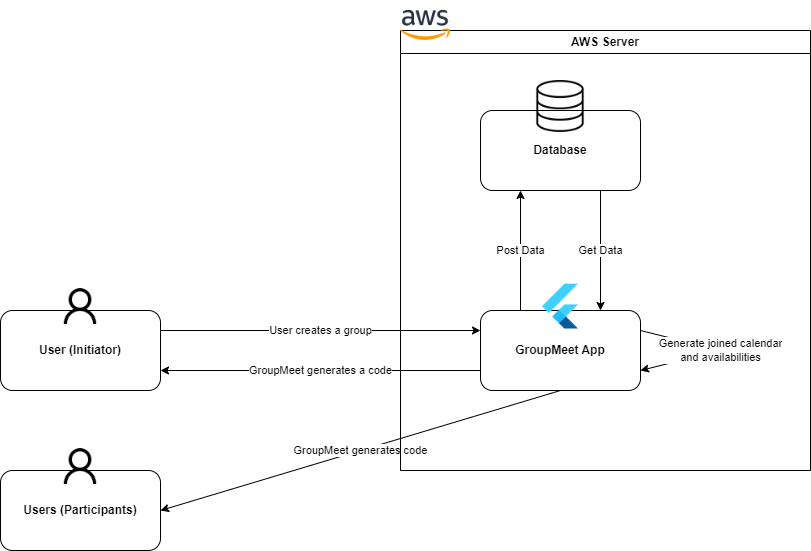 aws
AWS Server
Database
Post Data
Get Data
User creates a group
User (Initiator)
GroupMeet App
Generate joined calendar
and availabilities
GroupMeet generates a code
GroupMeet generates code
Users (Participants)